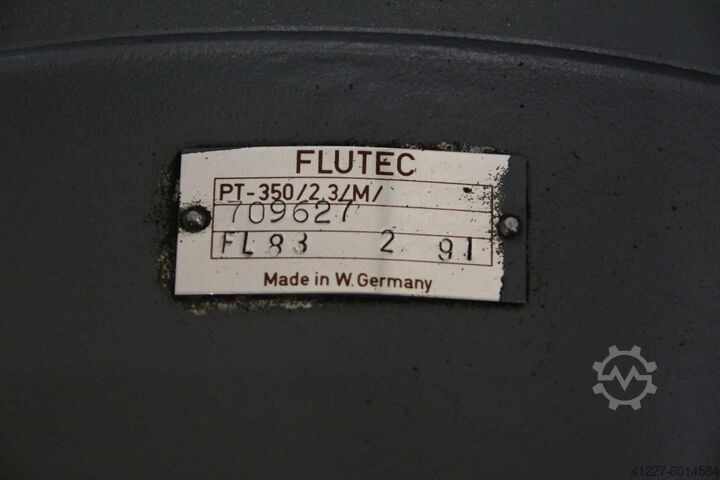 FLUTEC
PT-350/2,3/M/
709627
FL 83 2 91
Made in W. Germany
41227-6014584